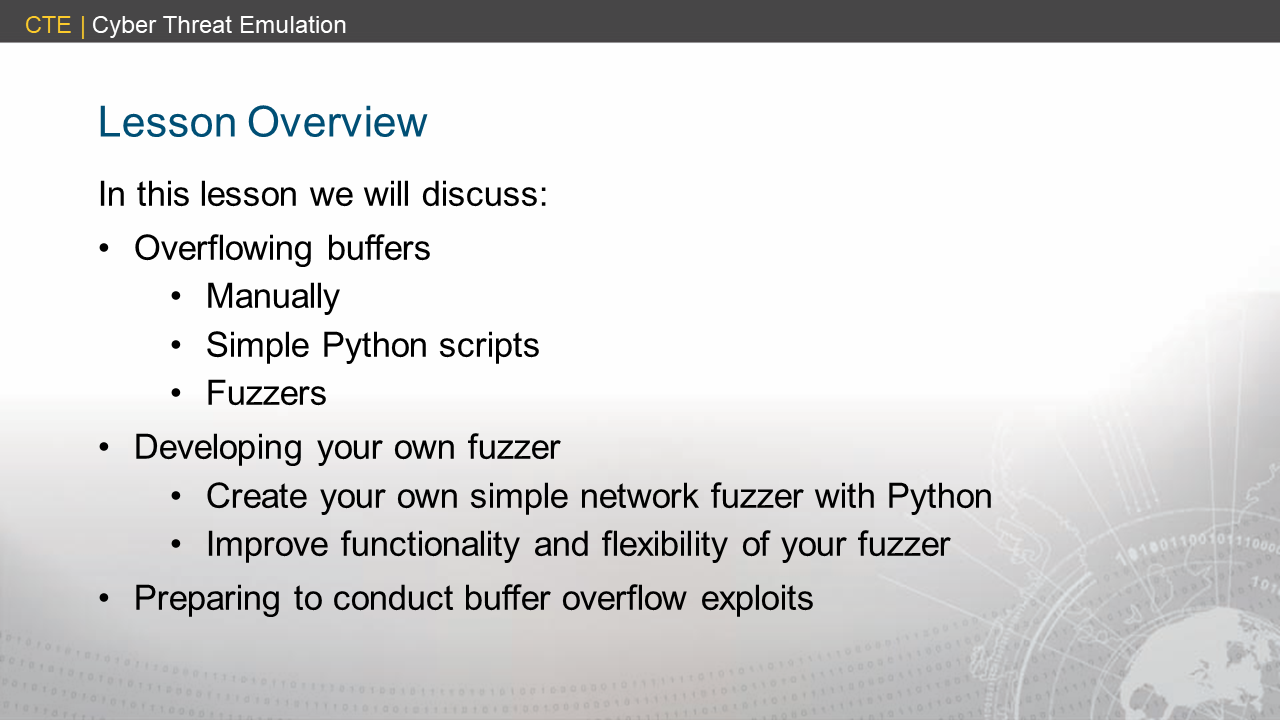 CTE | Cyber Threat Emulation
Lesson Overview
In this lesson we will discuss:
• Overflowing buffers
• Manually
• Simple Python scripts
• Fuzzers
• Developing your own fuzzer
• Create your own simple network fuzzer with Python
• Improve functionality and flexibility of your fuzzer
• Preparing to conduct buffer overflow exploits